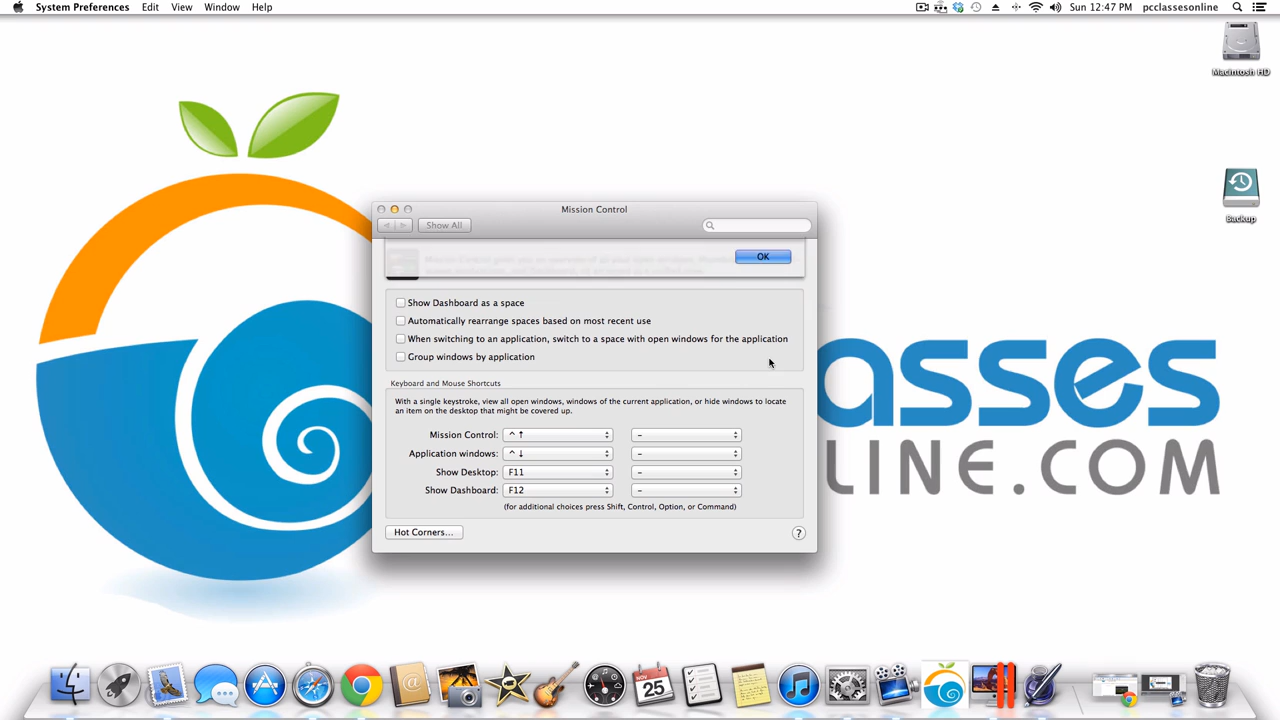 System Preferences Edit View Window Help Sun 12:47 PM pcclassesonline
Macintosh HD
Backup
Mission Control
Show All
OK
Show Dashboard as a space
Automatically rearrange spaces based on most recent use
When switching to an application, switch to a space with open windows for the application
Group windows by application
Keyboard and Mouse Shortcuts
With a single keystroke, view all open windows, windows of the current application, or hide windows to locate
an item on the desktop that might be covered up.
Mission Control: ^ ↑ –
Application windows: ^ ↓ –
Show Desktop: F11 –
Show Dashboard: F12 –
(for additional choices press Shift, Control, Option, or Command)
Hot Corners... ?
asses
LINE.COM
NOV
25